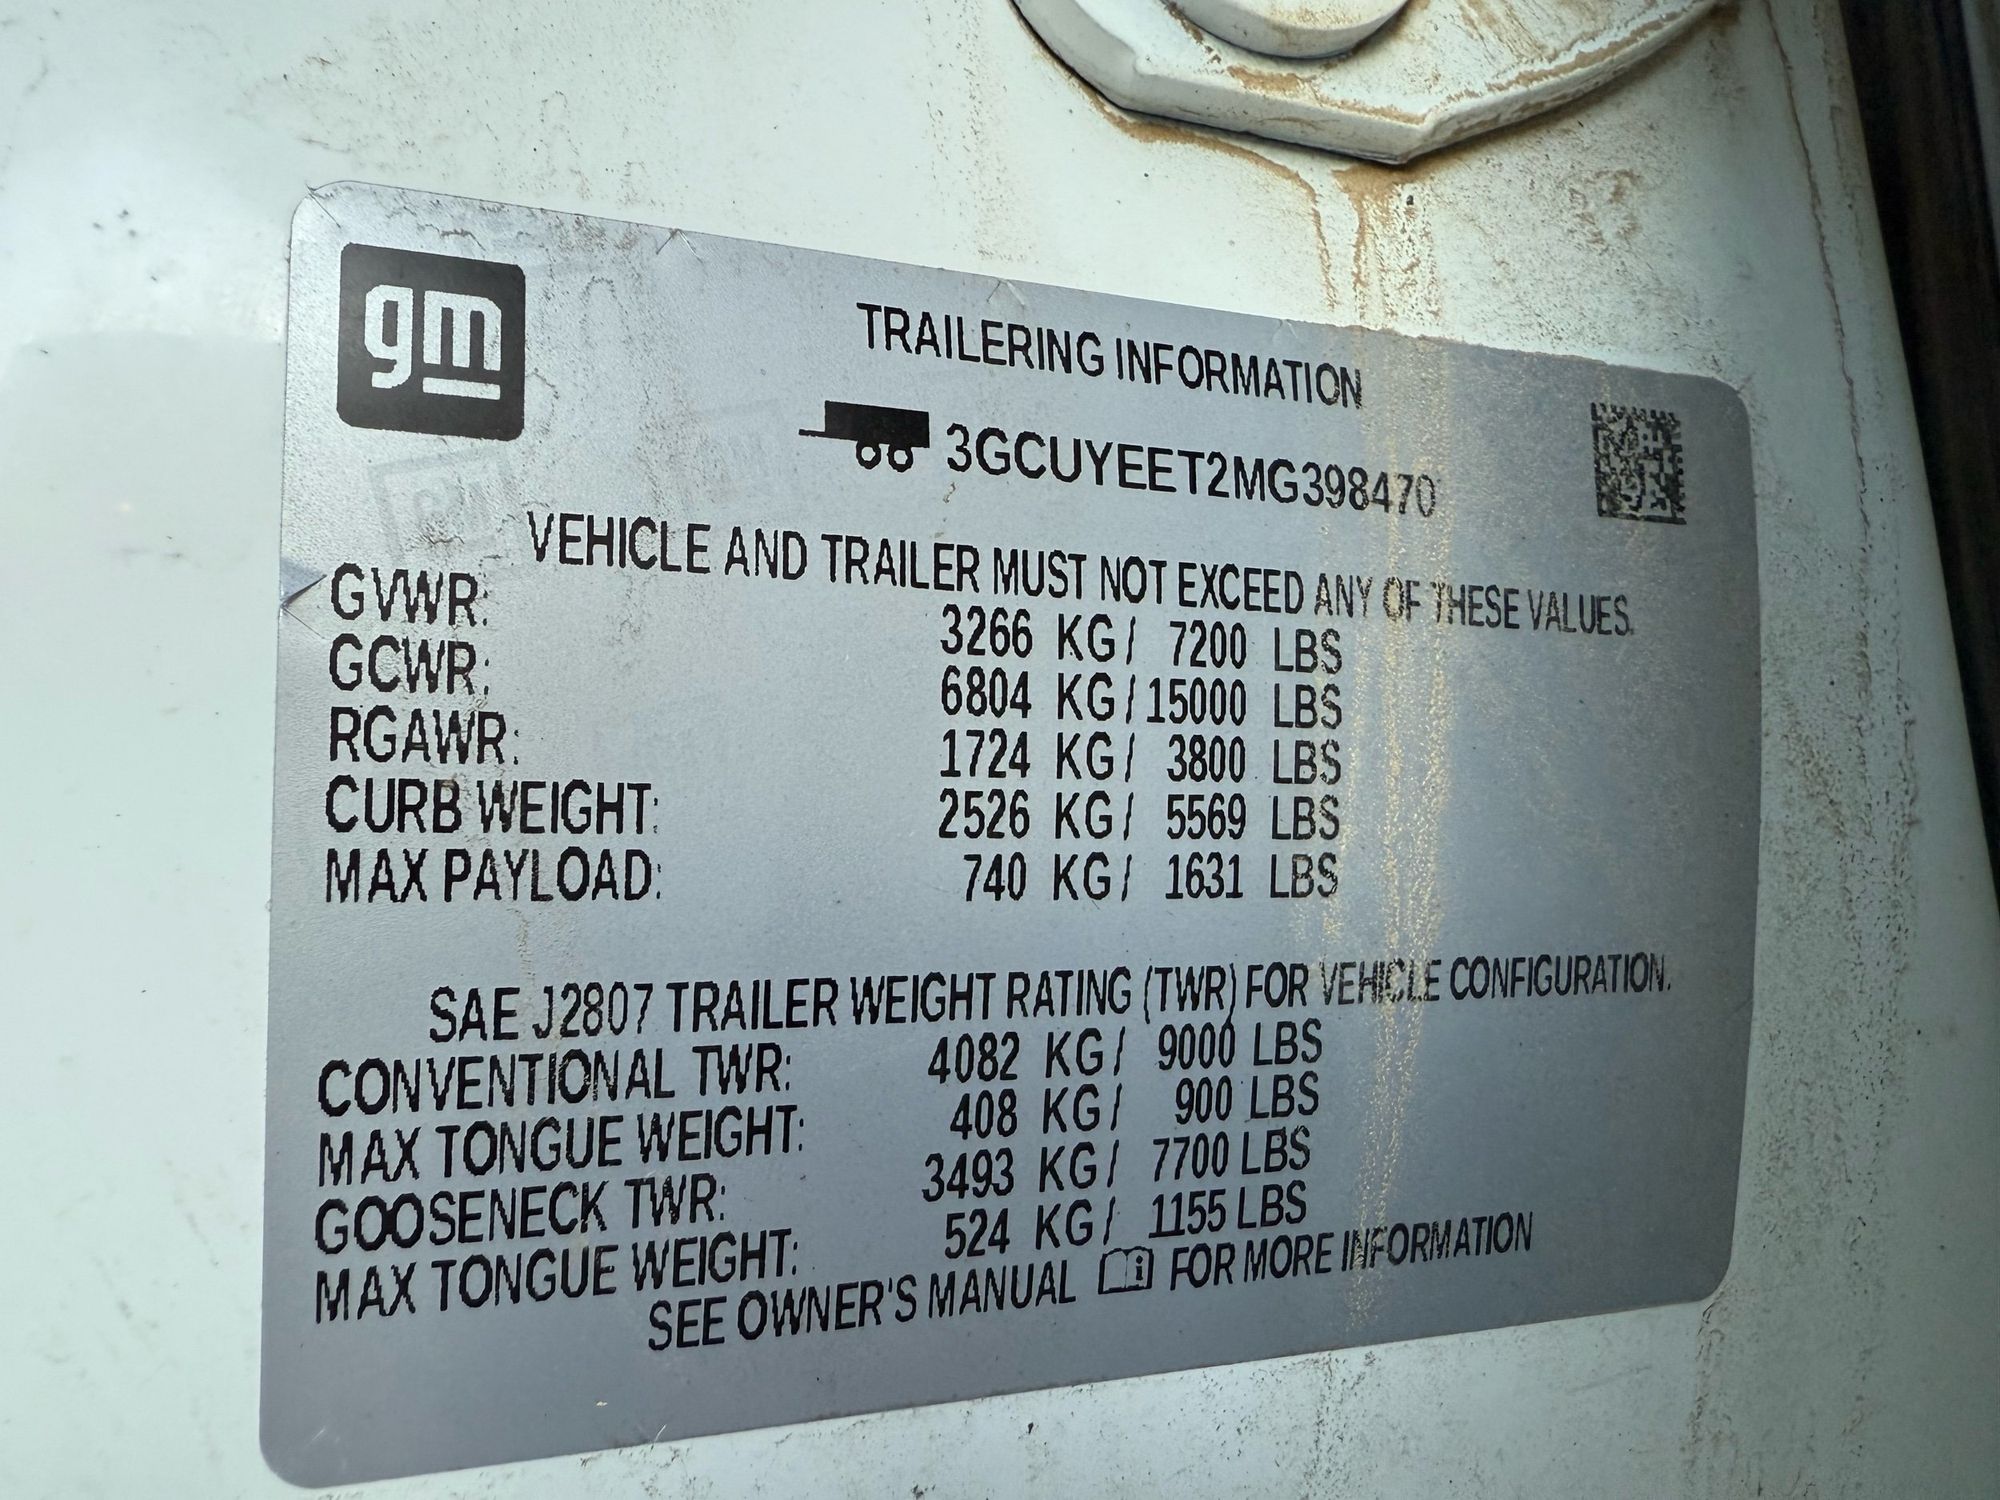 gm
TRAILERING INFORMATION
3GCUYEET2MG398470
VEHICLE AND TRAILER MUST NOT EXCEED ANY OF THESE VALUES.
GVWR: 3266 KG / 7200 LBS
GCWR: 6804 KG / 15000 LBS
RGAWR: 1724 KG / 3800 LBS
CURB WEIGHT: 2526 KG / 5569 LBS
MAX PAYLOAD: 740 KG / 1631 LBS
SAE J2807 TRAILER WEIGHT RATING (TWR) FOR VEHICLE CONFIGURATION.
CONVENTIONAL TWR: 4082 KG / 9000 LBS
MAX TONGUE WEIGHT: 408 KG / 900 LBS
GOOSENECK TWR: 3493 KG / 7700 LBS
MAX TONGUE WEIGHT: 524 KG / 1155 LBS
SEE OWNER'S MANUAL FOR MORE INFORMATION